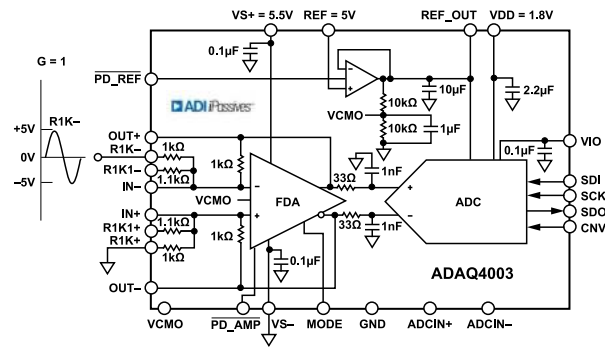 VS+ = 5.5V REF = 5V REF_OUT VDD = 1.8V
G = 1
0.1µF
PD_REF
R1K–
ADI iPassives
10µF
2.2µF
10kΩ
VCMO
10kΩ
1µF
+5V
0V
–5V
OUT+
R1K–
1kΩ
R1K1–
1.1kΩ
IN–
1kΩ
33Ω
1nF
0.1µF
VIO
VCMO
FDA
ADC
SDI
SCK
SDO
CNV
IN+
1.1kΩ
R1K1+
R1K+
1kΩ
1kΩ
33Ω
1nF
0.1µF
OUT–
ADAQ4003
VCMO PD_AMP VS– MODE GND ADCIN+ ADCIN–